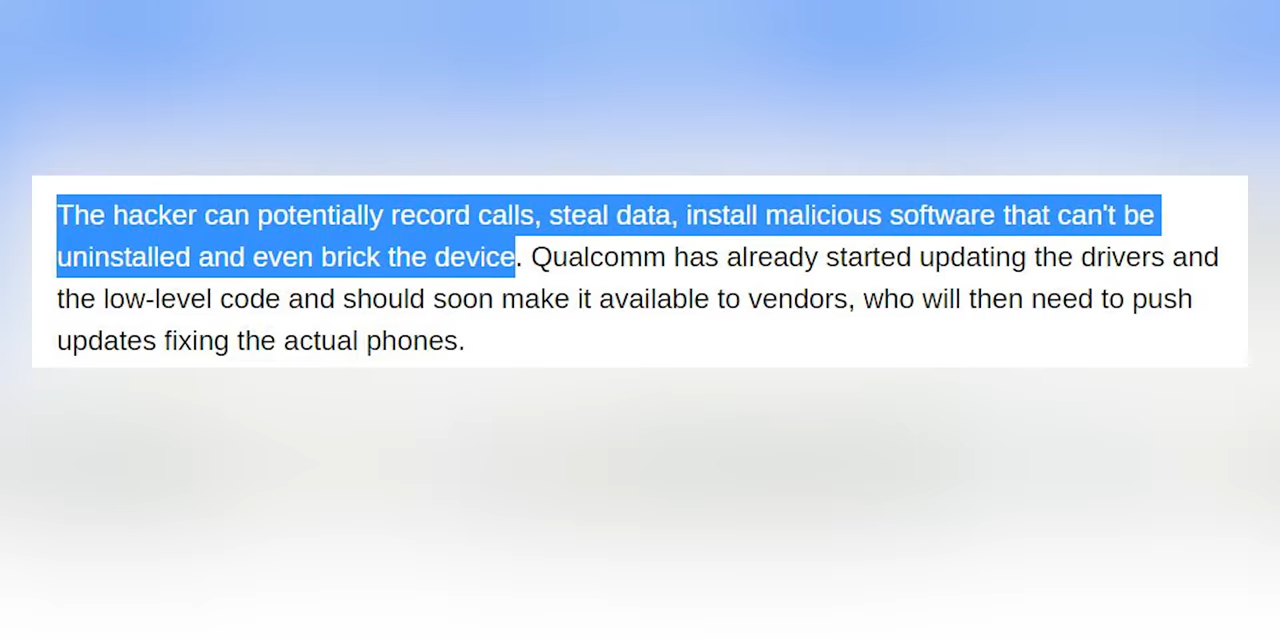 The hacker can potentially record calls, steal data, install malicious software that can't be
uninstalled and even brick the device. Qualcomm has already started updating the drivers and
the low-level code and should soon make it available to vendors, who will then need to push
updates fixing the actual phones.